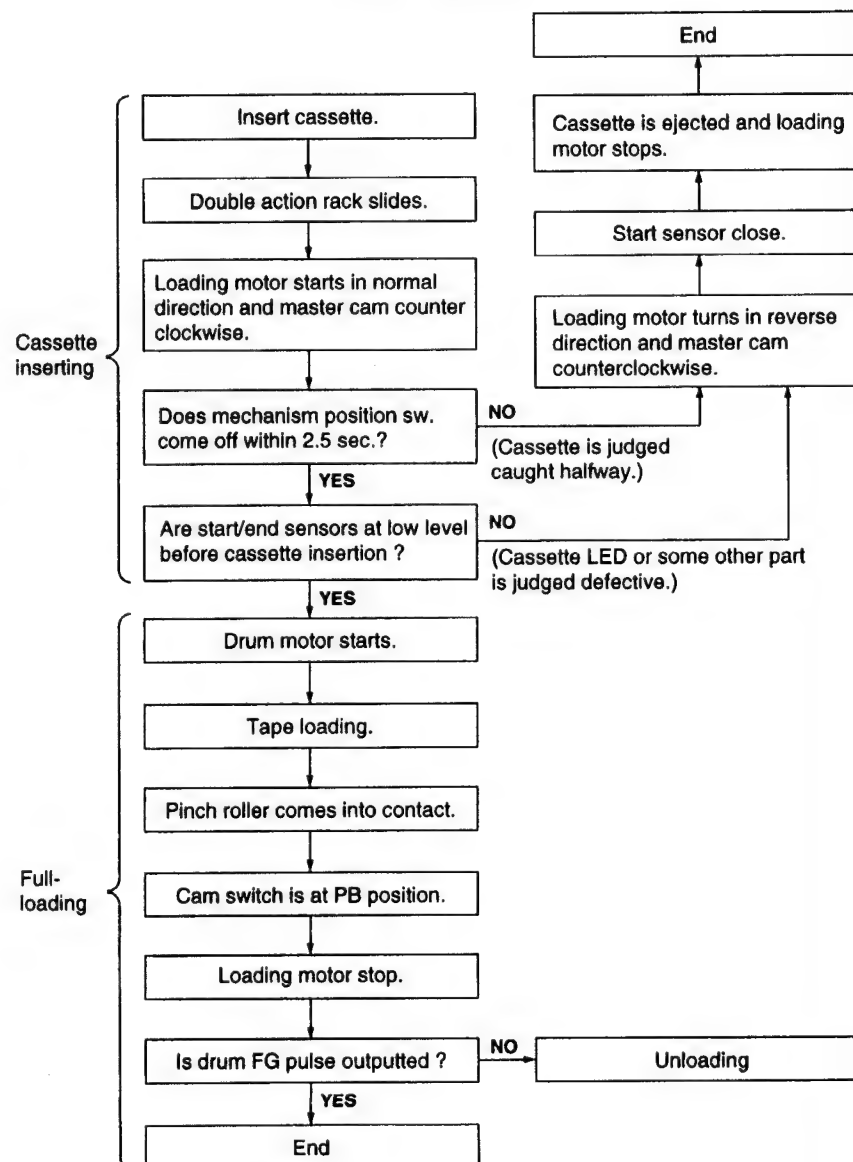 Cassette
inserting
Insert cassette.
Double action rack slides.
Loading motor starts in normal
direction and master cam counter
clockwise.
Does mechanism position sw.
come off within 2.5 sec.?
NO
(Cassette is judged
caught halfway.)
YES
Are start/end sensors at low level
before cassette insertion ?
NO
(Cassette LED or some other part
is judged defective.)
YES
End
Cassette is ejected and loading
motor stops.
Start sensor close.
Loading motor turns in reverse
direction and master cam
counterclockwise.
Full-
loading
Drum motor starts.
Tape loading.
Pinch roller comes into contact.
Cam switch is at PB position.
Loading motor stop.
Is drum FG pulse outputted ?
NO
Unloading
YES
End